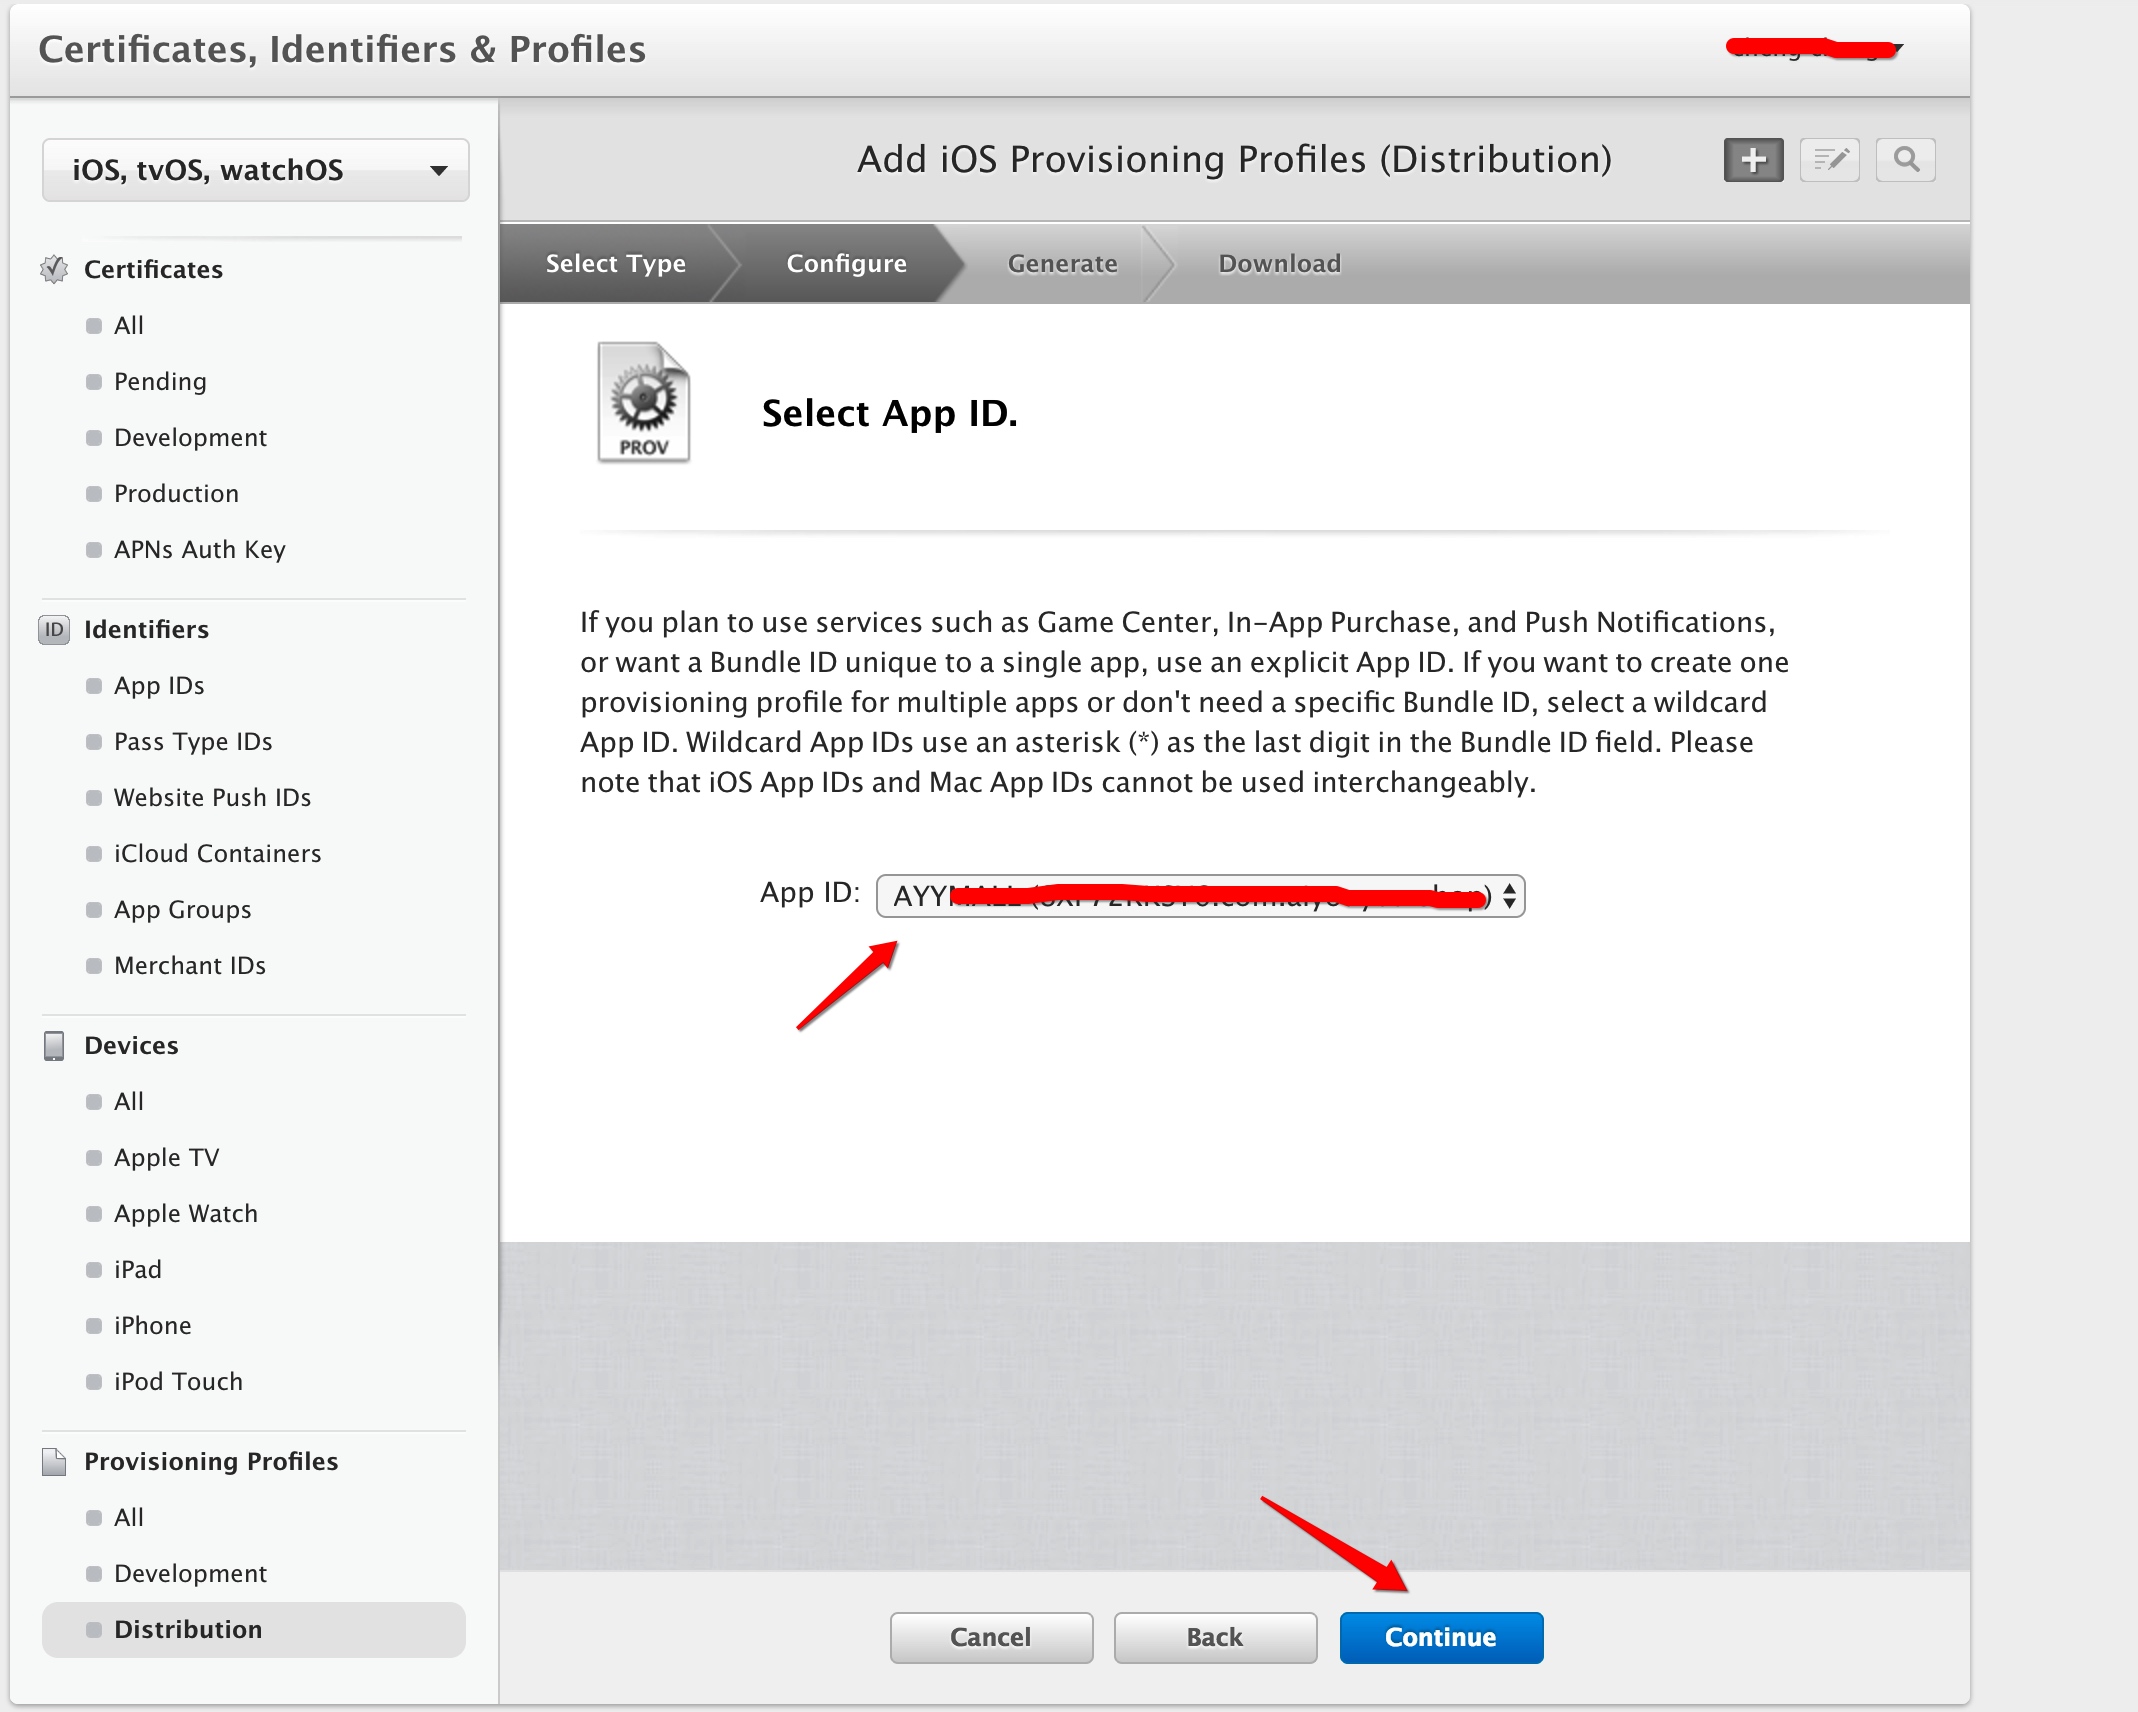 Certificates, Identifiers & Profiles
iOS, tvOS, watchOS
Certificates
All
Pending
Development
Production
APNs Auth Key
ID Identifiers
App IDs
Pass Type IDs
Website Push IDs
iCloud Containers
App Groups
Merchant IDs
Devices
All
Apple TV
Apple Watch
iPad
iPhone
iPod Touch
Provisioning Profiles
All
Development
Distribution
Add iOS Provisioning Profiles (Distribution)
Select Type Configure Generate Download
PROV
Select App ID.
If you plan to use services such as Game Center, In-App Purchase, and Push Notifications,
or want a Bundle ID unique to a single app, use an explicit App ID. If you want to create one
provisioning profile for multiple apps or don't need a specific Bundle ID, select a wildcard
App ID. Wildcard App IDs use an asterisk (*) as the last digit in the Bundle ID field. Please
note that iOS App IDs and Mac App IDs cannot be used interchangeably.
App ID:
Cancel Back Continue